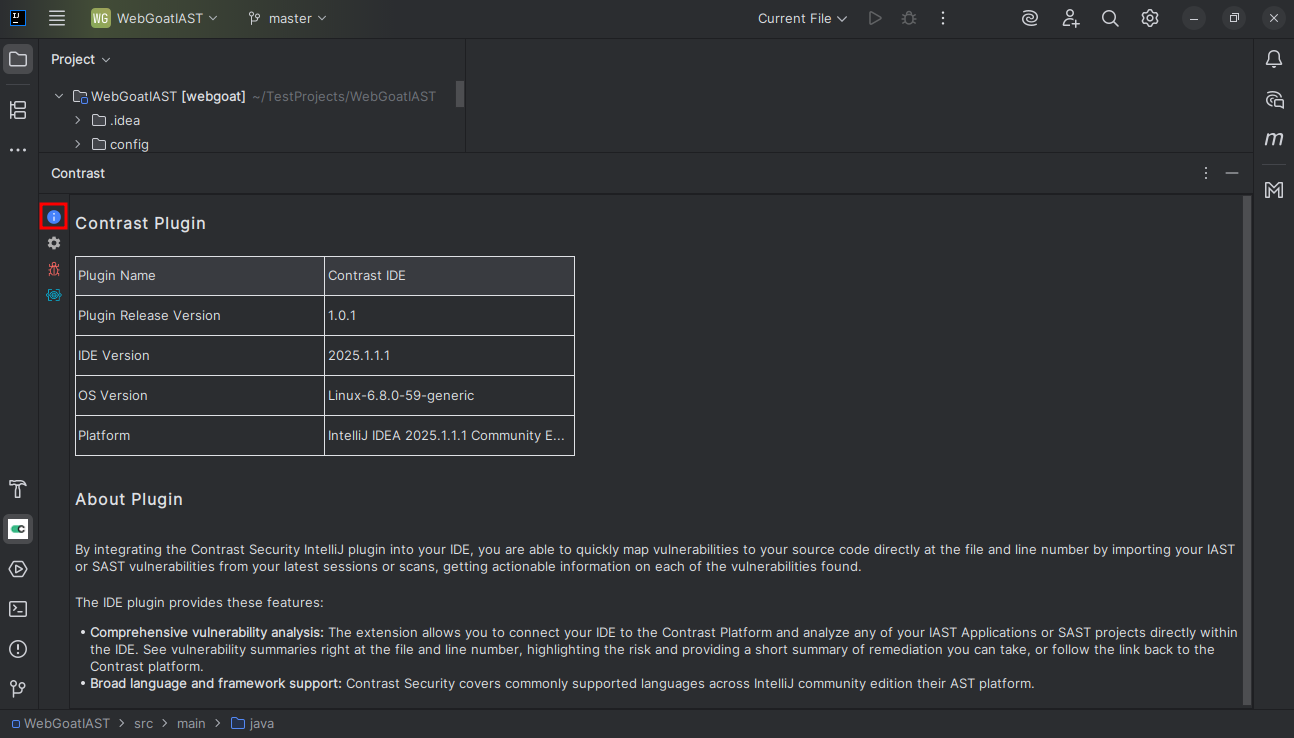 WG WebGoatIAST master Current File
Project
WebGoatIAST [webgoat] ~/TestProjects/WebGoatIAST
.idea
config
Contrast
Contrast Plugin
Plugin Name Contrast IDE
Plugin Release Version 1.0.1
IDE Version 2025.1.1.1
OS Version Linux-6.8.0-59-generic
Platform IntelliJ IDEA 2025.1.1.1 Community E...
About Plugin
By integrating the Contrast Security IntelliJ plugin into your IDE, you are able to quickly map vulnerabilities to your source code directly at the file and line number by importing your IAST
or SAST vulnerabilities from your latest sessions or scans, getting actionable information on each of the vulnerabilities found.
The IDE plugin provides these features:
• Comprehensive vulnerability analysis: The extension allows you to connect your IDE to the Contrast Platform and analyze any of your IAST Applications or SAST projects directly within
the IDE. See vulnerability summaries right at the file and line number, highlighting the risk and providing a short summary of remediation you can take, or follow the link back to the
Contrast platform.
• Broad language and framework support: Contrast Security covers commonly supported languages across IntelliJ community edition their AST platform.
WebGoatIAST > src > main > java